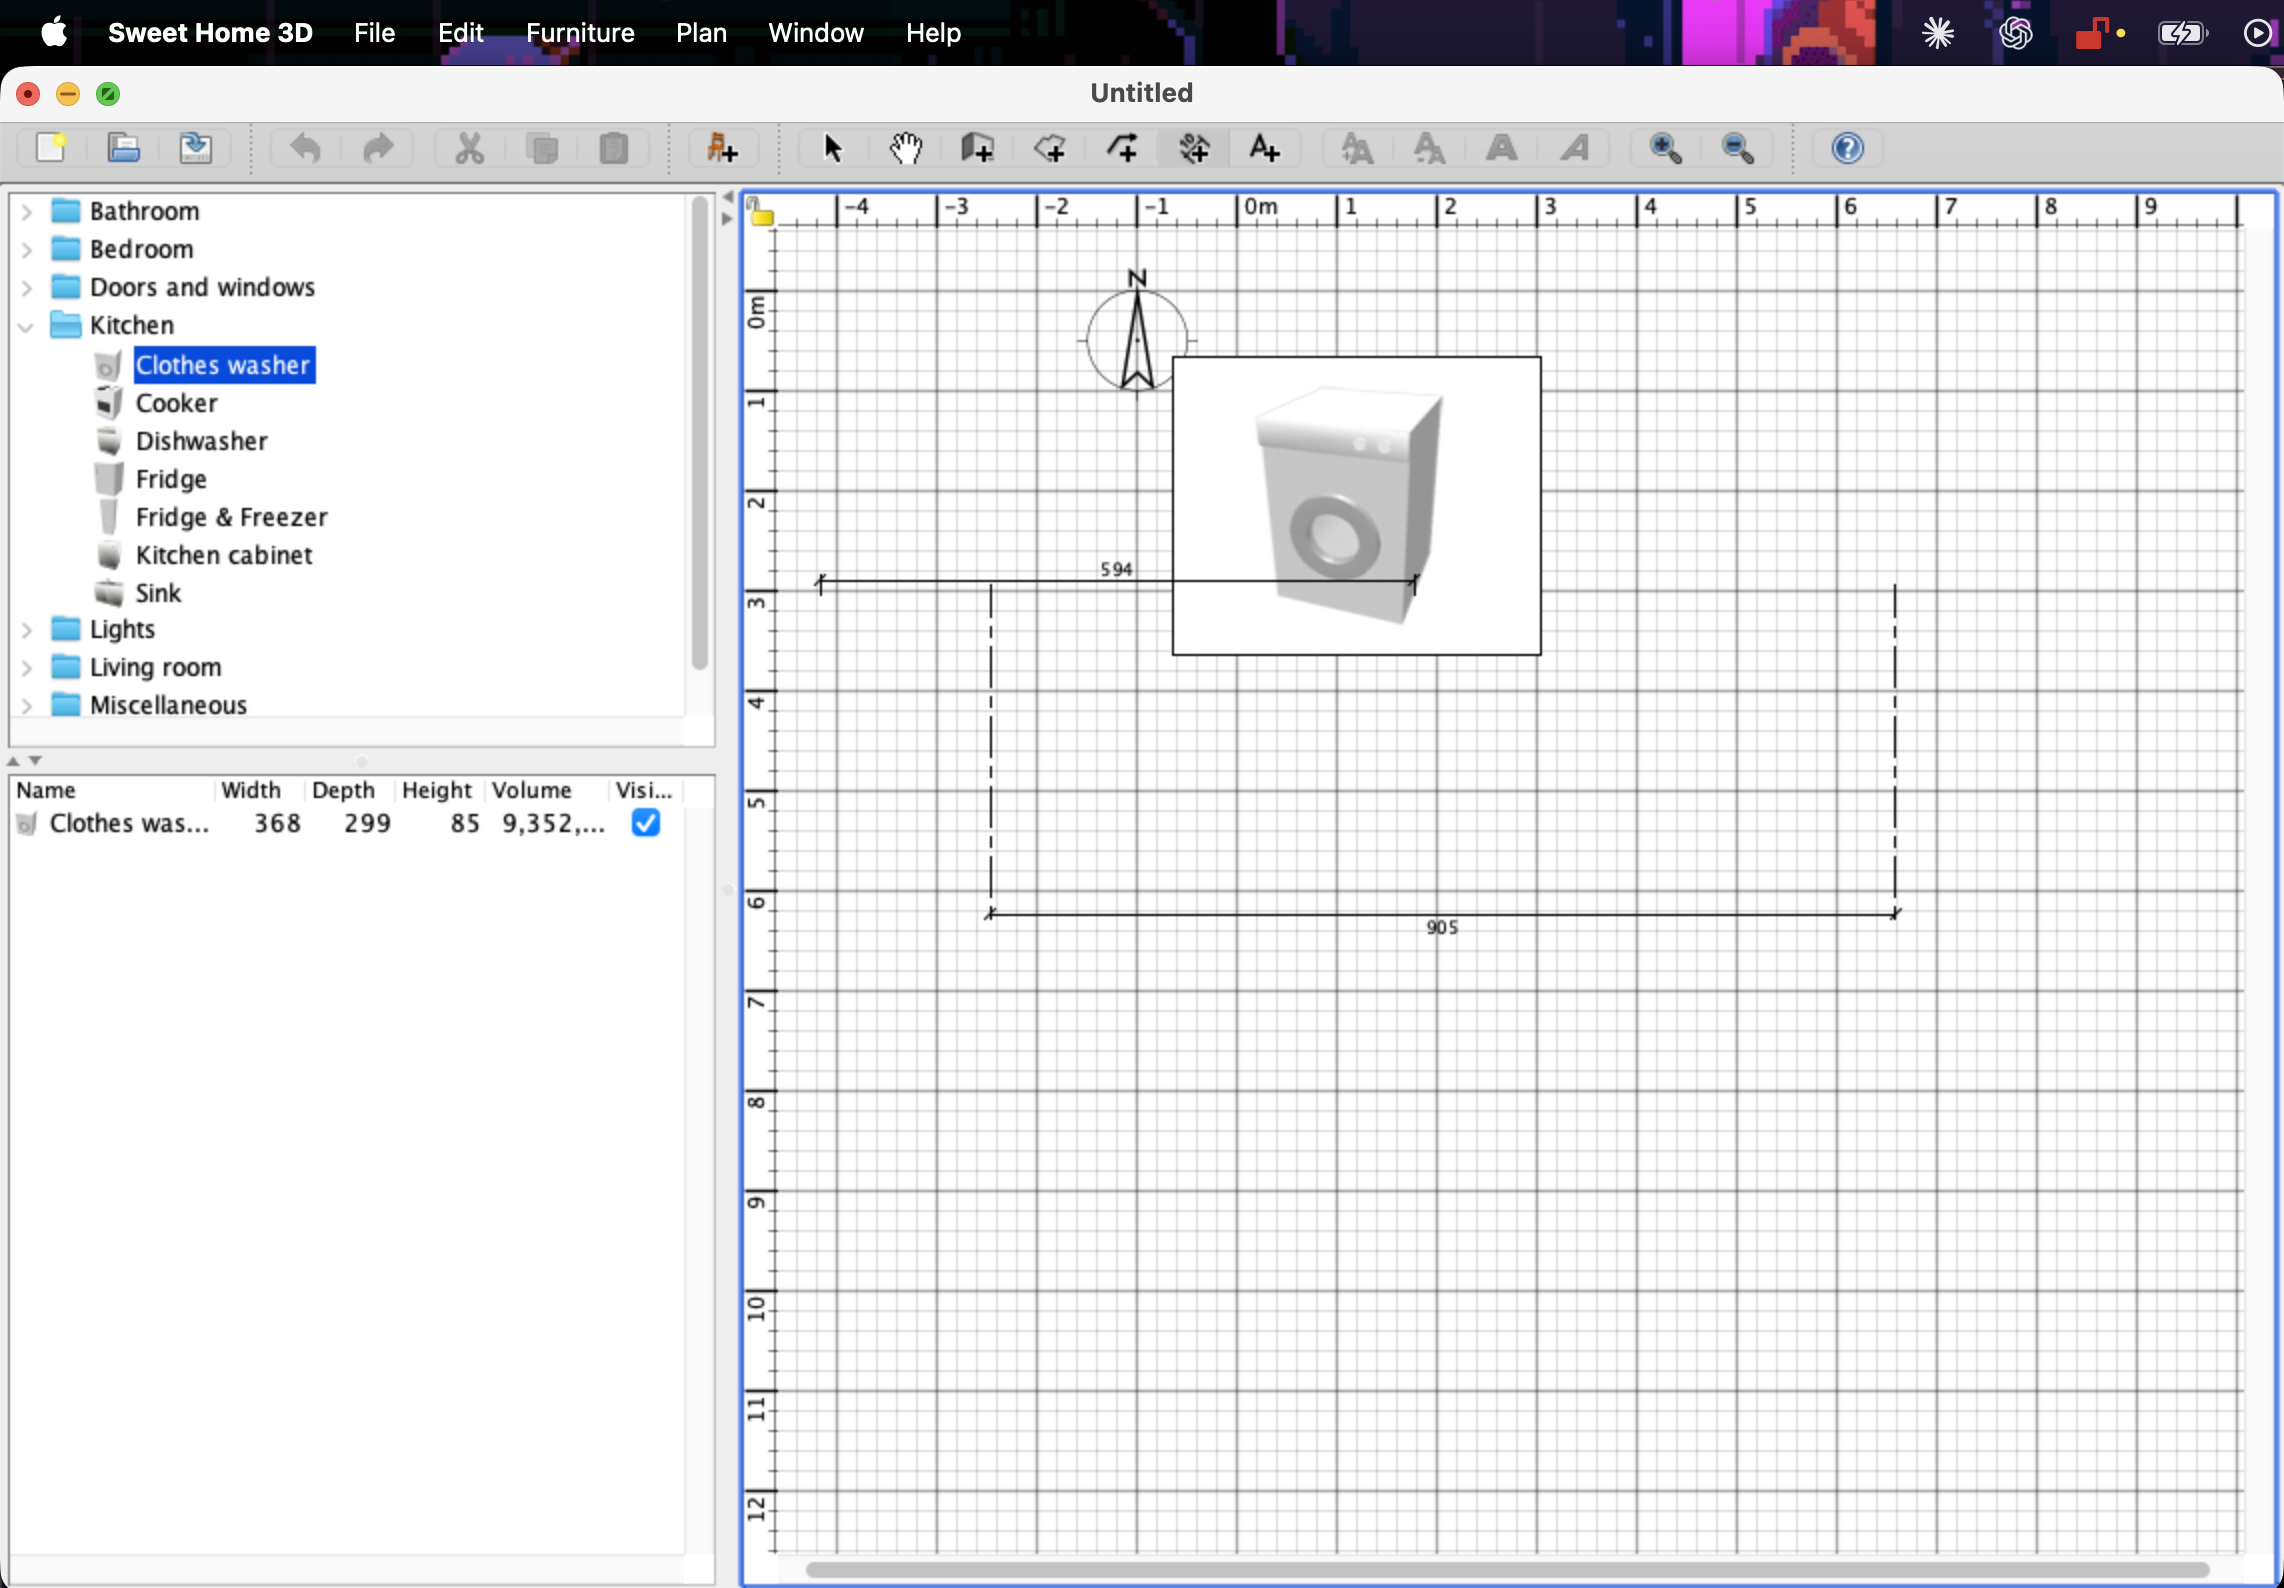 Sweet Home 3D File Edit Furniture Plan Window Help
Untitled
Bathroom
Bedroom
Doors and windows
Kitchen
Clothes washer
Cooker
Dishwasher
Fridge
Fridge & Freezer
Kitchen cabinet
Sink
Lights
Living room
Miscellaneous
Name Width Depth Height Volume Visi...
Clothes was... 368 299 85 9,352,...
-4 -3 -2 -1 0m 1 2 3 4 5 6 7 8 9
0m
1
2
3
4
5
6
7
8
9
10
11
12
N
594
905